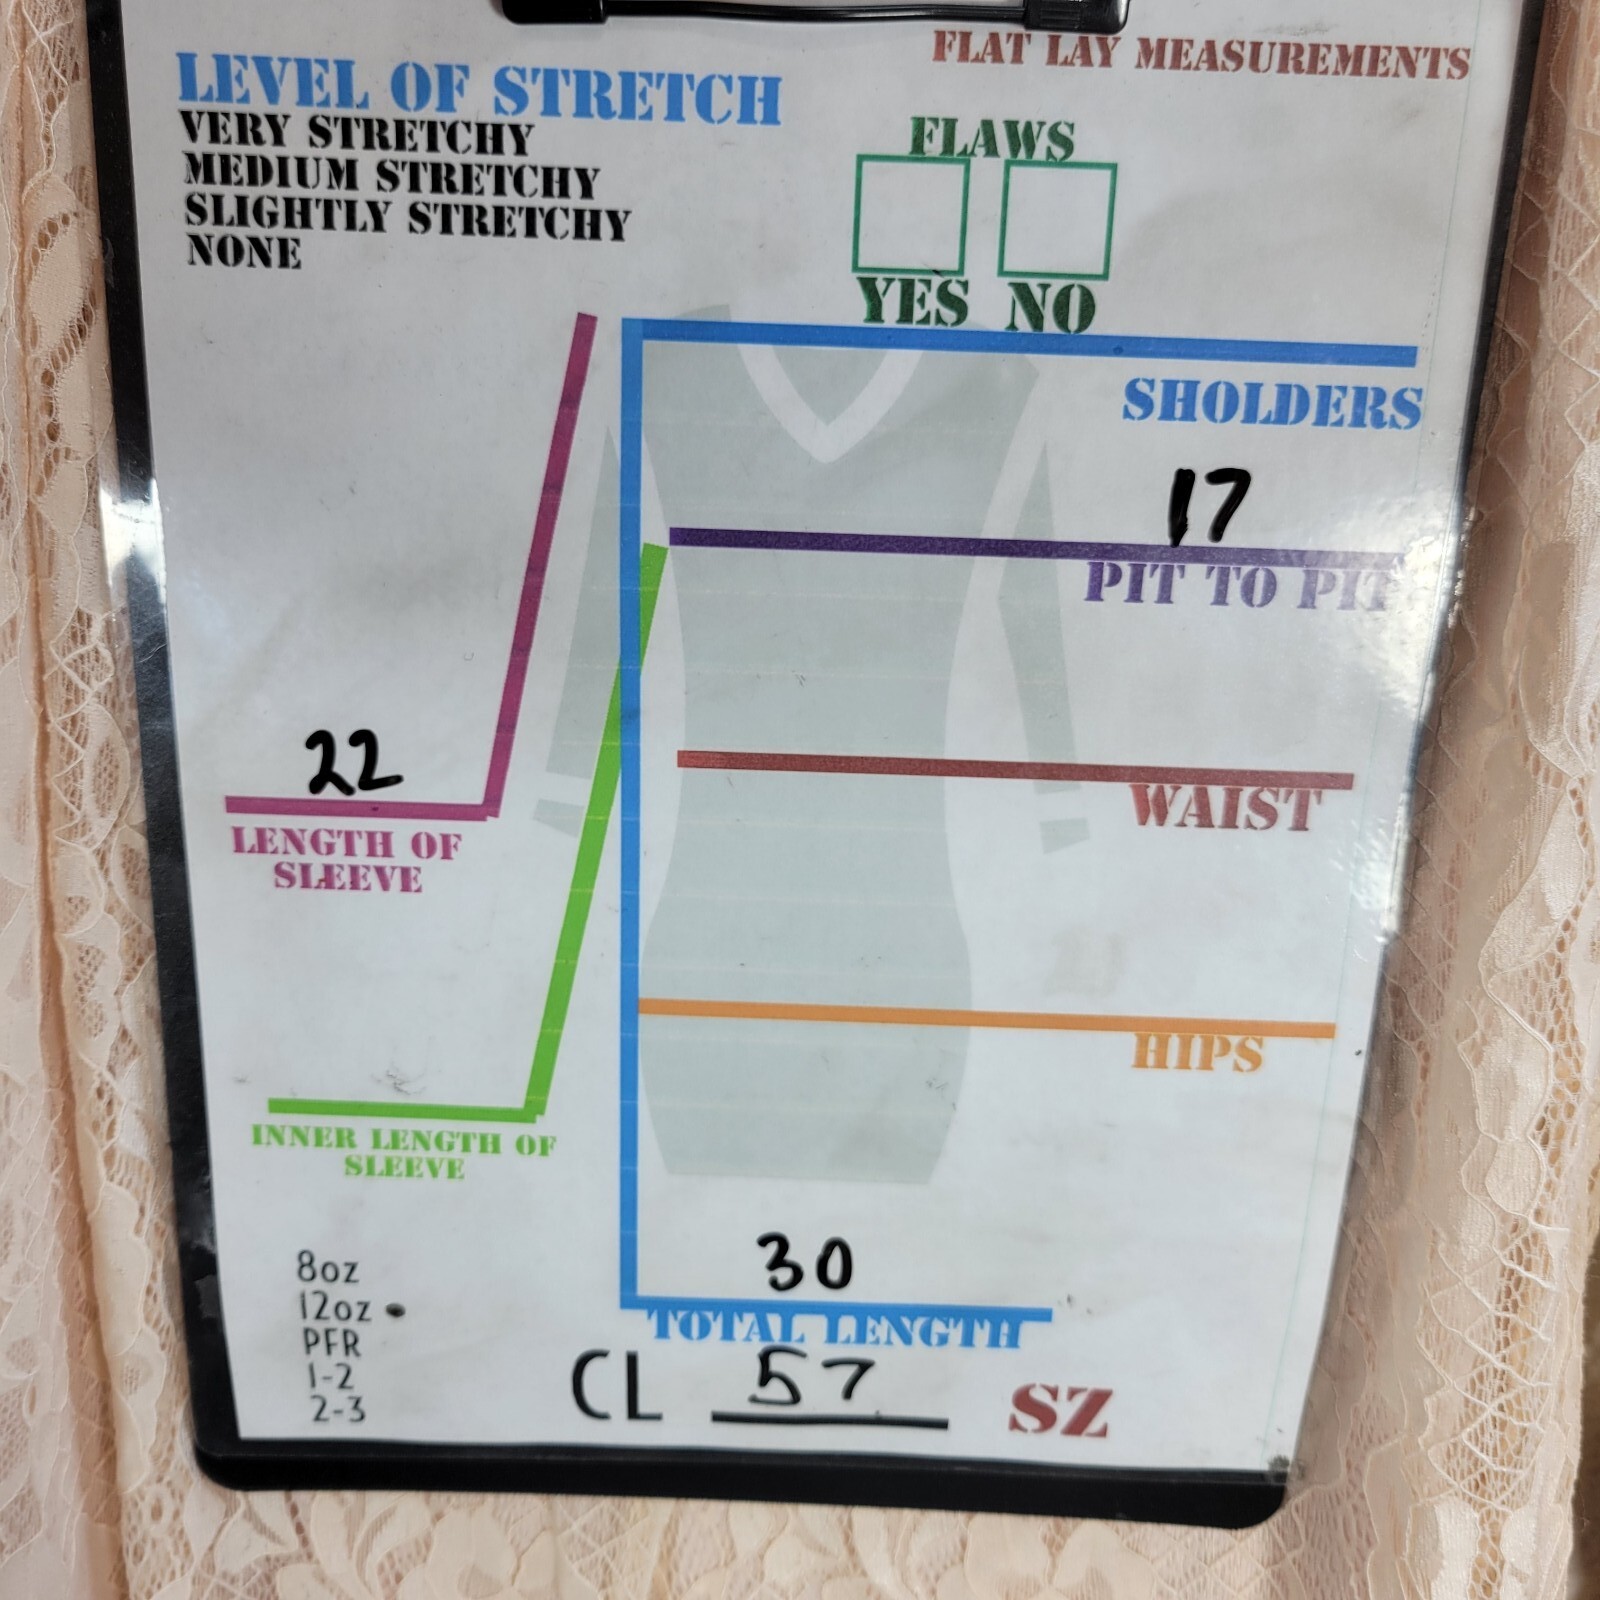 FLAT LAY MEASUREMENTS
LEVEL OF STRETCH
VERY STRETCHY
MEDIUM STRETCHY
SLIGHTLY STRETCHY
NONE
FLAWS
YES NO
SHOLDERS
17
PIT TO PIT
22
WAIST
LENGTH OF
SLEEVE
HIPS
INNER LENGTH OF
SLEEVE
30
TOTAL LENGTH
8oz
12oz
PFR
1-2
2-3
CL 57 SZ